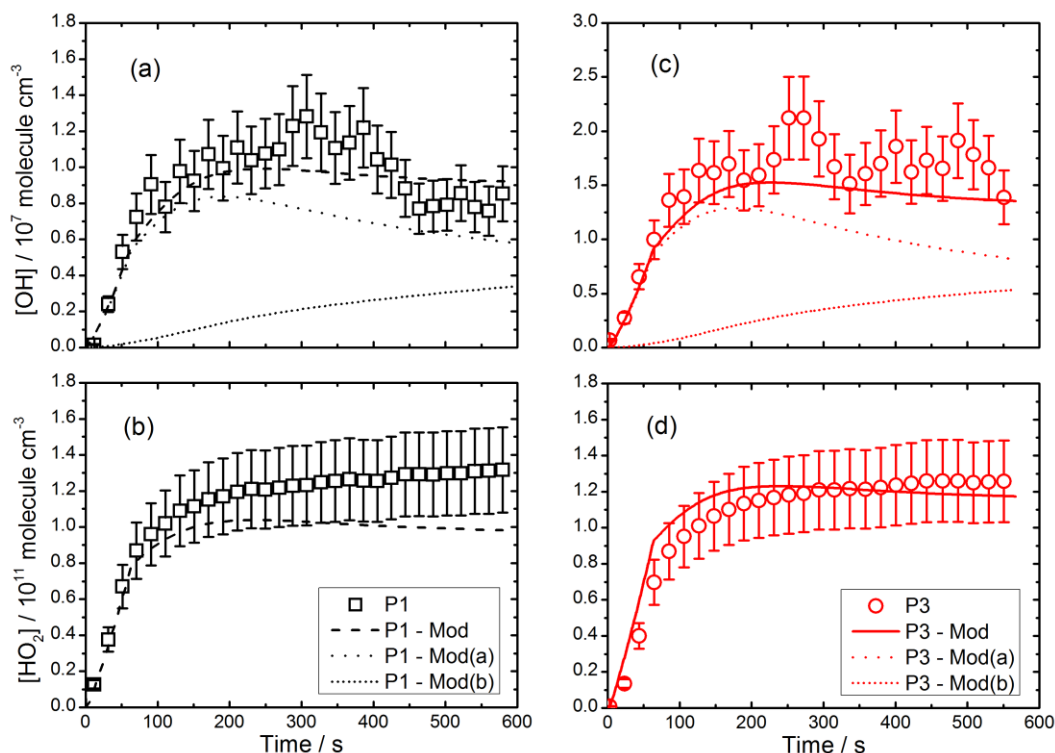 [OH] / 10⁷ molecule cm⁻³
1.8
1.6
1.4
1.2
1.0
0.8
0.6
0.4
0.2
0.0
(a)
3.0
2.5
2.0
1.5
1.0
0.5
0.0
(c)
[HO₂] / 10¹¹ molecule cm⁻³
1.8
1.6
1.4
1.2
1.0
0.8
0.6
0.4
0.2
0.0
(b)
P1
P1 - Mod
P1 - Mod(a)
P1 - Mod(b)
0 100 200 300 400 500 600
Time / s
1.8
1.6
1.4
1.2
1.0
0.8
0.6
0.4
0.2
0.0
(d)
P3
P3 - Mod
P3 - Mod(a)
P3 - Mod(b)
0 100 200 300 400 500 600
Time / s